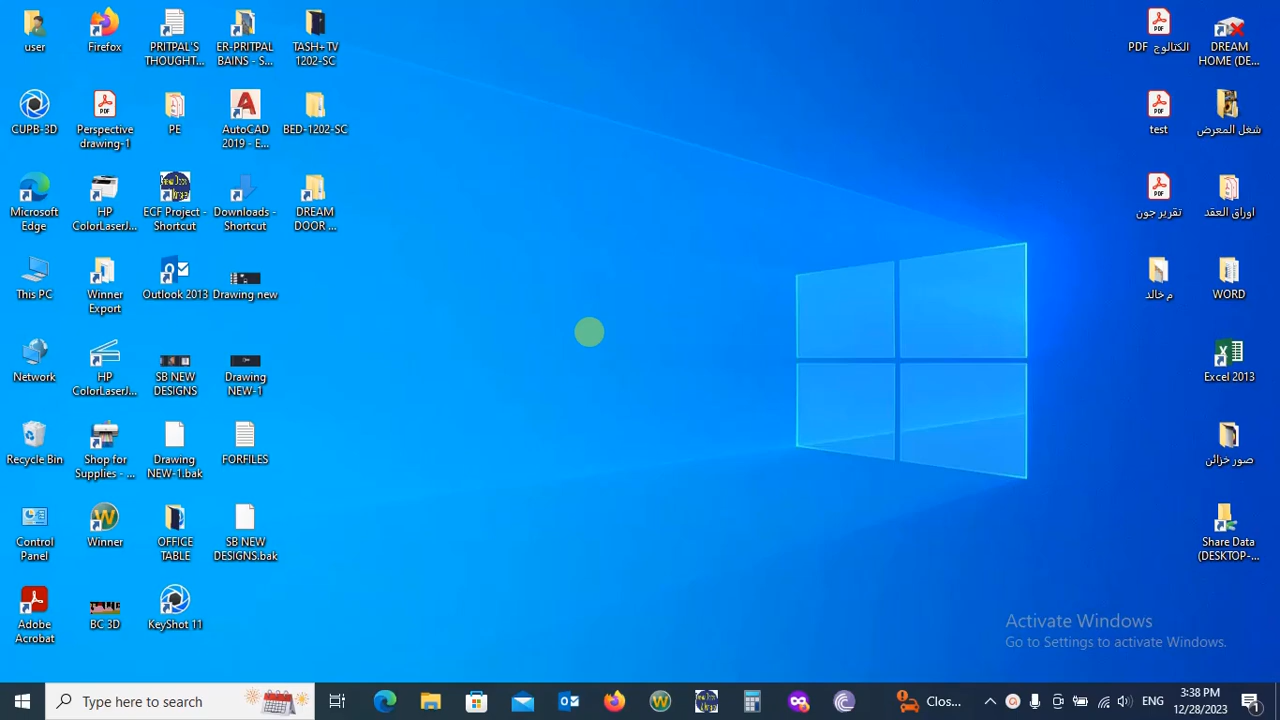 user
Firefox
PRITPAL'S
THOUGHT...
ER-PRITPAL
BAINS - S...
TASH+TV
1202-SC
CUPB-3D
Perspective
drawing-1
PE
AutoCAD
2019 - E...
BED-1202-SC
Microsoft
Edge
HP
ColorLaserJ...
ECF Project -
Shortcut
Downloads -
Shortcut
DREAM
DOOR ...
This PC
Winner
Export
Outlook 2013
Drawing new
Network
HP
ColorLaserJ...
SB NEW
DESIGNS
Drawing
NEW-1
Recycle Bin
Shop for
Supplies - ...
Drawing
NEW-1.bak
FORFILES
Control
Panel
Winner
OFFICE
TABLE
SB NEW
DESIGNS.bak
Adobe
Acrobat
BC 3D
KeyShot 11
الكتالوج PDF
DREAM
HOME (DE...
test
شغل المعرض
تقرير جون
اوراق العقد
م خالد
WORD
Excel 2013
صور خزائن
Share Data
(DESKTOP-...
Activate Windows
Go to Settings to activate Windows.
Type here to search
Clos...
ENG
3:38 PM
12/28/2023
1